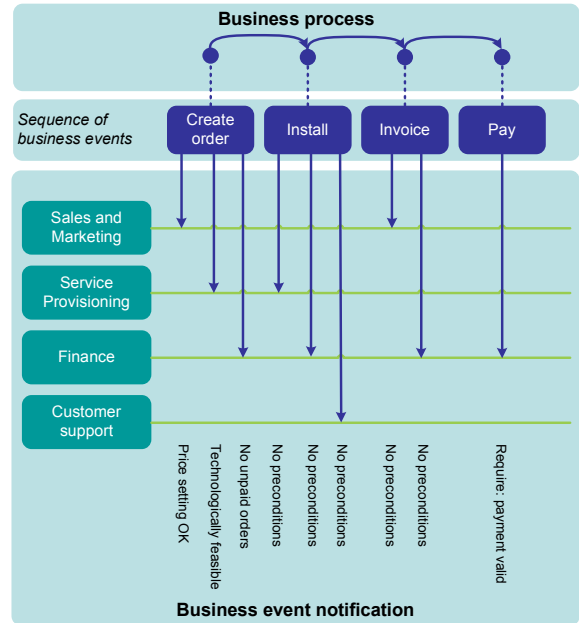 Business process
Sequence of
business events
Create
order
Install
Invoice
Pay
Sales and
Marketing
Service
Provisioning
Finance
Customer
support
Price setting OK
Technologically feasible
No unpaid orders
No preconditions
No preconditions
No preconditions
No preconditions
No preconditions
Require: payment valid
Business event notification